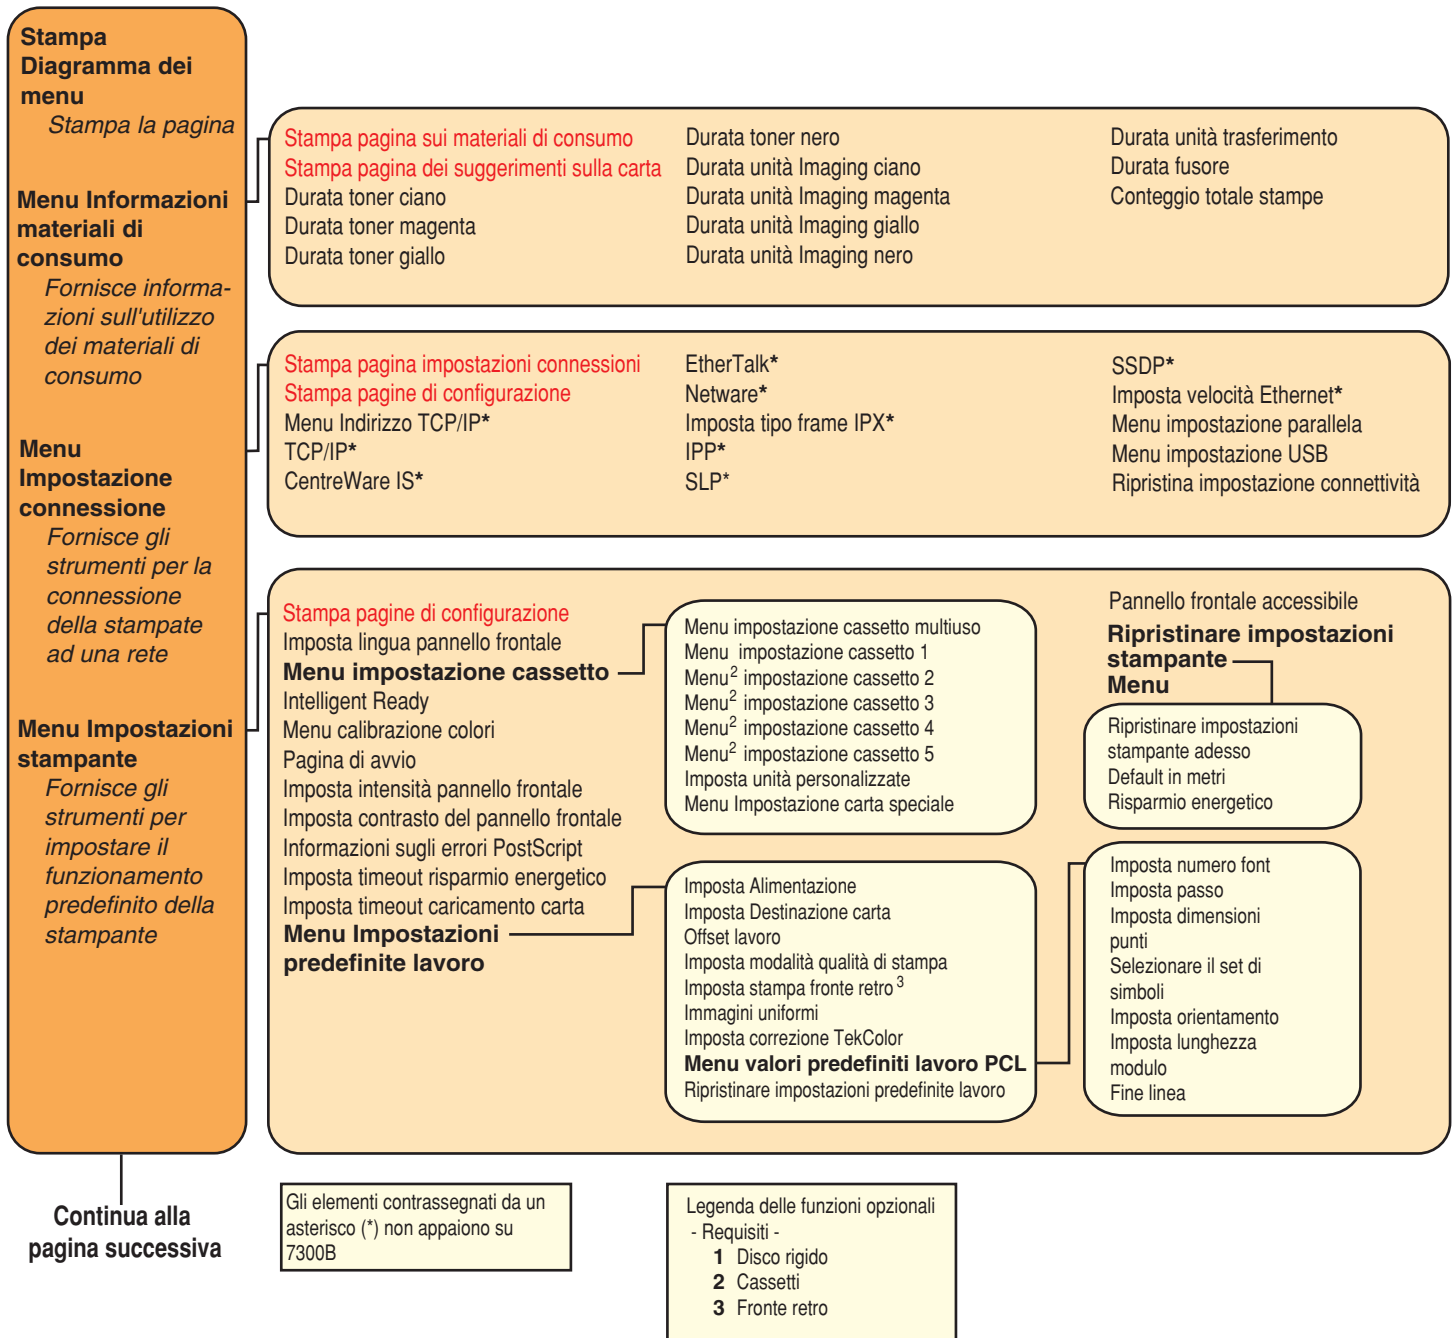 Stampa
Diagramma dei
menu
Stampa la pagina
Menu Informazioni
materiali di
consumo
Fornisce informa-
zioni sull'utilizzo
dei materiali di
consumo
Menu
Impostazione
connessione
Fornisce gli
strumenti per la
connessione
della stampate
ad una rete
Menu Impostazioni
stampante
Fornisce gli
strumenti per
impostare il
funzionamento
predefinito della
stampante
Continua alla
pagina successiva
Stampa pagina sui materiali di consumo
Stampa pagina dei suggerimenti sulla carta
Durata toner ciano
Durata toner magenta
Durata toner giallo
Durata toner nero
Durata unità Imaging ciano
Durata unità Imaging magenta
Durata unità Imaging giallo
Durata unità Imaging nero
Durata unità trasferimento
Durata fusore
Conteggio totale stampe
Stampa pagina impostazioni connessioni
Stampa pagine di configurazione
Menu Indirizzo TCP/IP*
TCP/IP*
CentreWare IS*
EtherTalk*
Netware*
Imposta tipo frame IPX*
IPP*
SLP*
SSDP*
Imposta velocità Ethernet*
Menu impostazione parallela
Menu impostazione USB
Ripristina impostazione connettività
Stampa pagine di configurazione
Imposta lingua pannello frontale
Menu impostazione cassetto
Intelligent Ready
Menu calibrazione colori
Pagina di avvio
Imposta intensità pannello frontale
Imposta contrasto del pannello frontale
Informazioni sugli errori PostScript
Imposta timeout risparmio energetico
Imposta timeout caricamento carta
Menu Impostazioni
predefinite lavoro
Menu impostazione cassetto multiuso
Menu impostazione cassetto 1
Menu² impostazione cassetto 2
Menu² impostazione cassetto 3
Menu² impostazione cassetto 4
Menu² impostazione cassetto 5
Imposta unità personalizzate
Menu Impostazione carta speciale
Imposta Alimentazione
Imposta Destinazione carta
Offset lavoro
Imposta modalità qualità di stampa
Imposta stampa fronte retro ³
Immagini uniformi
Imposta correzione TekColor
Menu valori predefiniti lavoro PCL
Ripristinare impostazioni predefinite lavoro
Pannello frontale accessibile
Ripristinare impostazioni
stampante
Menu
Ripristinare impostazioni
stampante adesso
Default in metri
Risparmio energetico
Imposta numero font
Imposta passo
Imposta dimensioni
punti
Selezionare il set di
simboli
Imposta orientamento
Imposta lunghezza
modulo
Fine linea
Gli elementi contrassegnati da un
asterisco (*) non appaiono su
7300B
Legenda delle funzioni opzionali
- Requisiti -
1 Disco rigido
2 Cassetti
3 Fronte retro